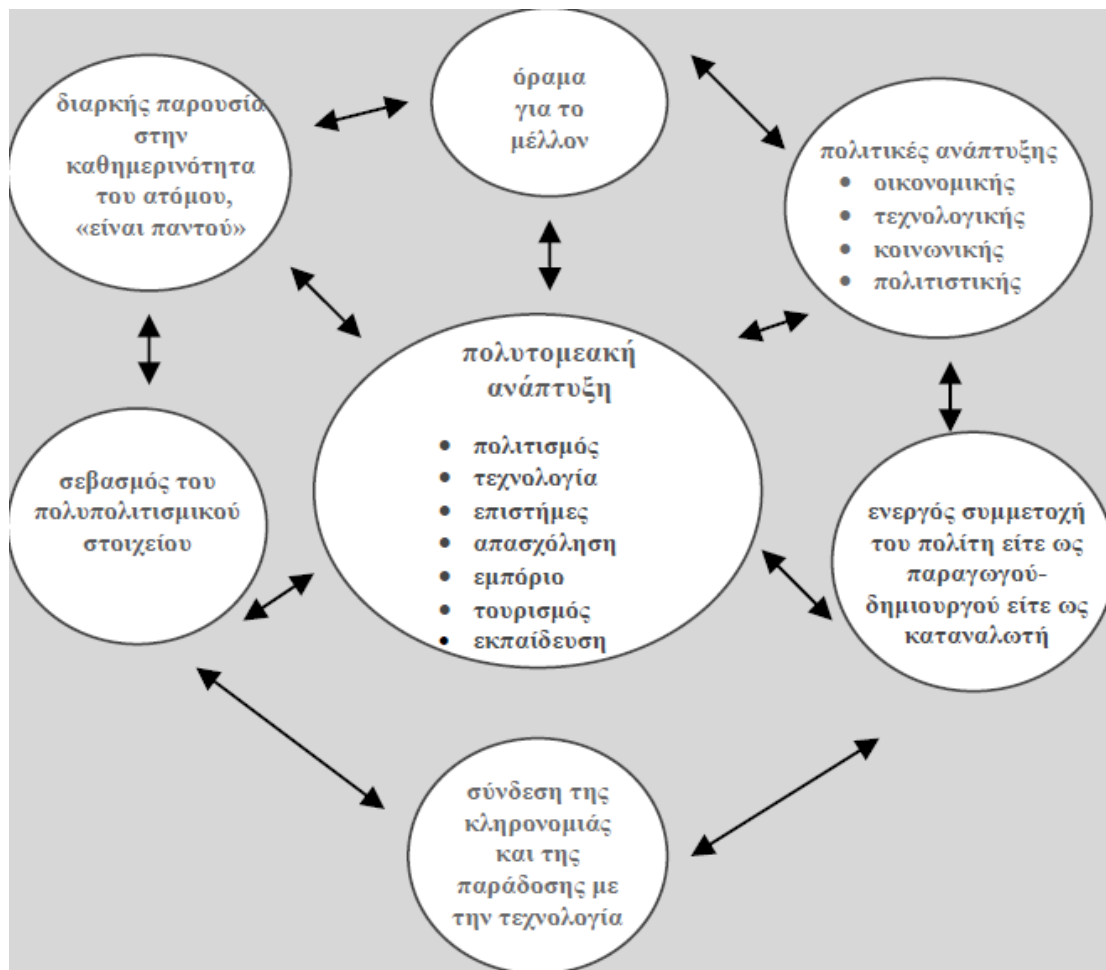 όραμα
για το
μέλλον
διαρκής παρουσία
στην
καθημερινότητα
του ατόμου,
«είναι παντού»
πολιτικές ανάπτυξης
• οικονομικής
• τεχνολογικής
• κοινωνικής
• πολιτιστικής
πολυτομεακή
ανάπτυξη
• πολιτισμός
• τεχνολογία
• επιστήμες
• απασχόληση
• εμπόριο
• τουρισμός
• εκπαίδευση
σεβασμός του
πολυπολιτισμικού
στοιχείου
ενεργός συμμετοχή
του πολίτη είτε ως
παραγωγού-
δημιουργού είτε ως
καταναλωτή
σύνδεση της
κληρονομιάς
και της
παράδοσης με
την τεχνολογία